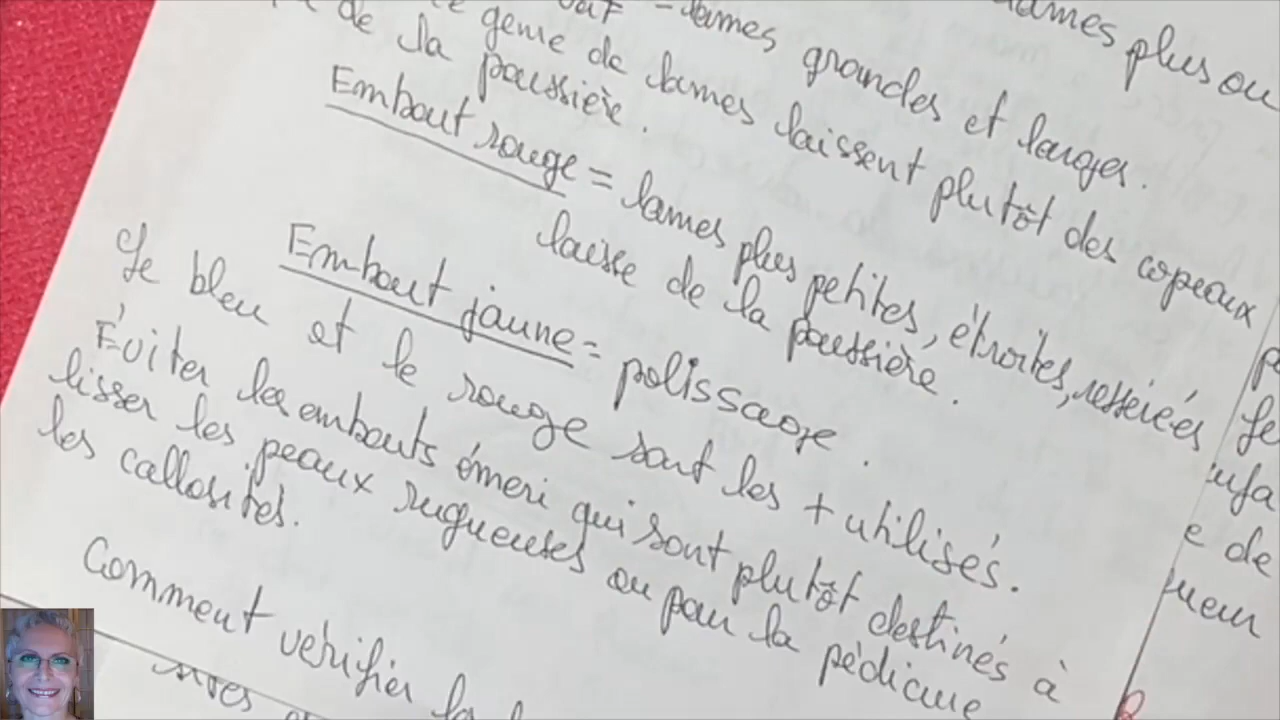 lames plus ou
lames grandes et larges.
genre de lames laissent plutôt des copeaux
de la poussière.
Embout rouge = lames plus petites, étroites, resserrées
laisse de la poussière.
Embout jaune = polissage.
Le bleu et le rouge sont les + utilisés.
Éviter les embouts émeri qui sont plutôt destinés à
lisser les peaux rugueuses ou pour la pédicure
les callosités.
Comment vérifier
e de